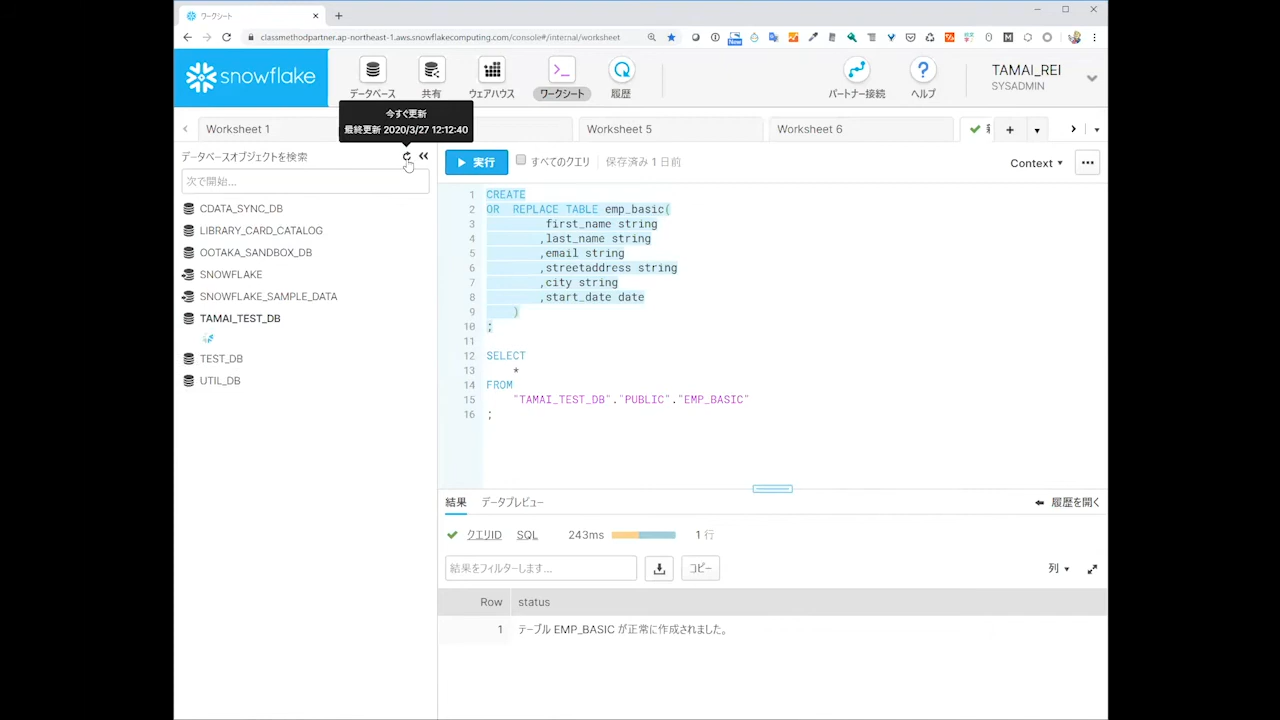 ワークシート
classmethodpartner.ap-northeast-1.aws.snowflakecomputing.com/console#/internal/worksheet
New
snowflake
データベース
共有
ウェアハウス
ワークシート
履歴
パートナー接続
ヘルプ
TAMAI_REI
SYSADMIN
今すぐ更新
最終更新 2020/3/27 12:12:40
Worksheet 1
Worksheet 5
Worksheet 6
データベースオブジェクトを検索
次で開始...
CDATA_SYNC_DB
LIBRARY_CARD_CATALOG
OOTAKA_SANDBOX_DB
SNOWFLAKE
SNOWFLAKE_SAMPLE_DATA
TAMAI_TEST_DB
TEST_DB
UTIL_DB
実行
すべてのクエリ
保存済み 1 日前
Context
1 CREATE
2 OR REPLACE TABLE emp_basic(
3 first_name string
4 ,last_name string
5 ,email string
6 ,streetaddress string
7 ,city string
8 ,start_date date
9 )
10 ;
11
12 SELECT
13 *
14 FROM
15 "TAMAI_TEST_DB"."PUBLIC"."EMP_BASIC"
16 ;
結果
データプレビュー
履歴を開く
クエリID
SQL
243ms
1 行
結果をフィルターします...
コピー
列
Row status
1 テーブル EMP_BASIC が正常に作成されました。